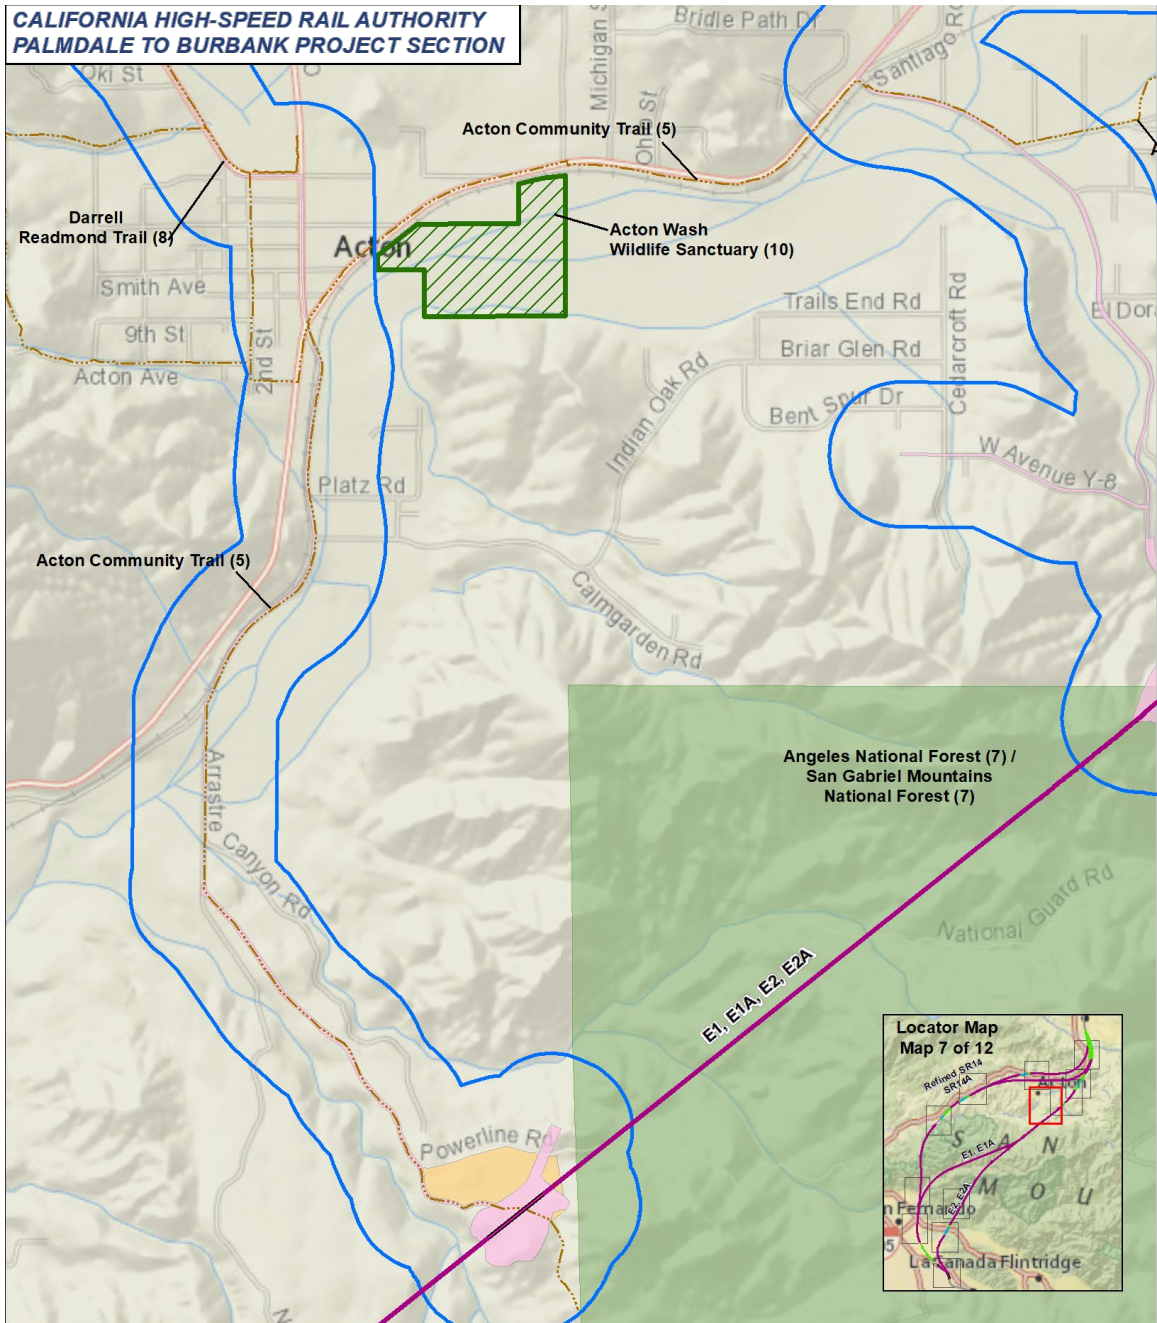 CALIFORNIA HIGH-SPEED RAIL AUTHORITY
PALMDALE TO BURBANK PROJECT SECTION
Bridle Path Dr
Santiago Rd
Oki St
Michigan S
Ohio St
Acton Community Trail (5)
A
Darrell
Readmond Trail (8)
Acton
Acton Wash
Wildlife Sanctuary (10)
Smith Ave
9th St
2nd St
Acton Ave
Trails End Rd
Cedarcroft Rd
El Dor
Briar Glen Rd
Indian Oak Rd
Bent Spur Dr
W Avenue Y-8
Platz Rd
Acton Community Trail (5)
Calmgarden Rd
Angeles National Forest (7) /
San Gabriel Mountains
National Forest (7)
Arrastre Canyon Rd
National Guard Rd
E1, E1A, E2, E2A
Powerline Rd
N
Locator Map
Map 7 of 12
Refined SR14
SR14A
Acton
S A N
E1, E1A
M O U
E2, E2A
n Fernando
05
La Canada Flintridge